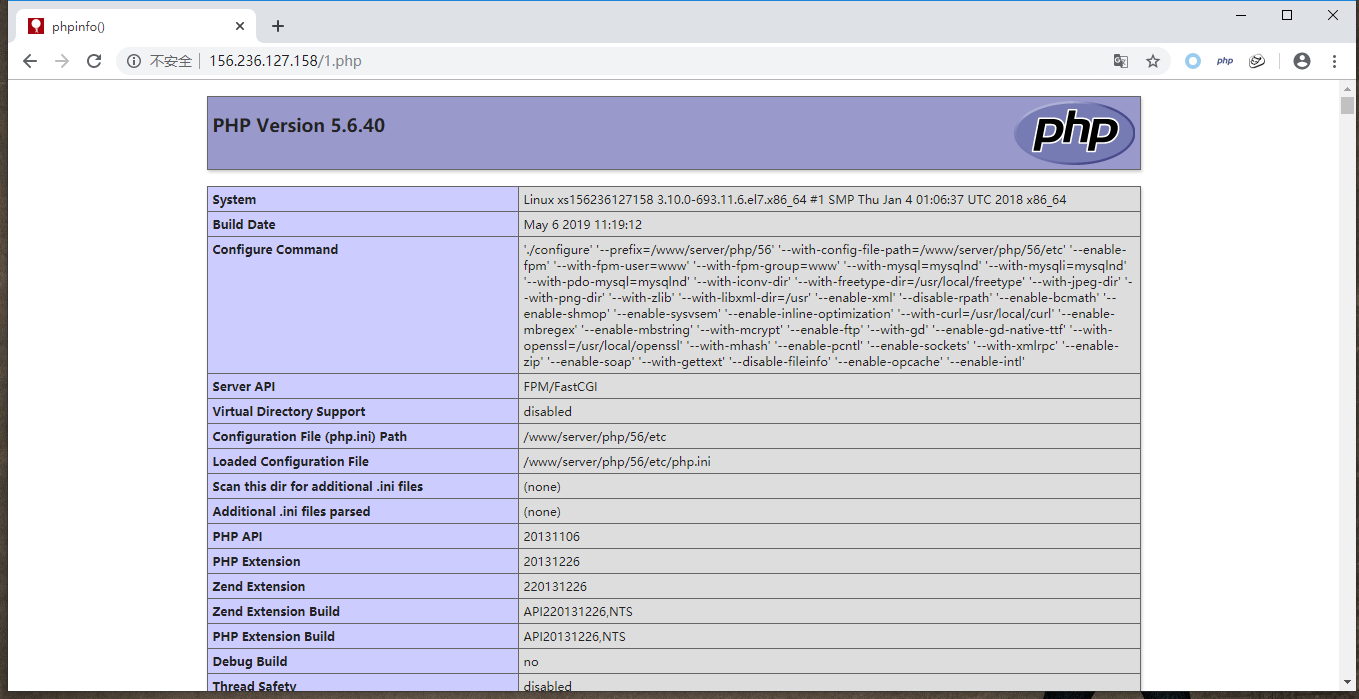 phpinfo()
不安全 156.236.127.158/1.php php
PHP Version 5.6.40
php
System Linux xs156236127158 3.10.0-693.11.6.el7.x86_64 #1 SMP Thu Jan 4 01:06:37 UTC 2018 x86_64
Build Date May 6 2019 11:19:12
Configure Command './configure' '--prefix=/www/server/php/56' '--with-config-file-path=/www/server/php/56/etc' '--enable-
fpm' '--with-fpm-user=www' '--with-fpm-group=www' '--with-mysql=mysqlnd' '--with-mysqli=mysqlnd'
'--with-pdo-mysql=mysqlnd' '--with-iconv-dir' '--with-freetype-dir=/usr/local/freetype' '--with-jpeg-dir' '-
-with-png-dir' '--with-zlib' '--with-libxml-dir=/usr' '--enable-xml' '--disable-rpath' '--enable-bcmath' '--
enable-shmop' '--enable-sysvsem' '--enable-inline-optimization' '--with-curl=/usr/local/curl' '--enable-
mbregex' '--enable-mbstring' '--with-mcrypt' '--enable-ftp' '--with-gd' '--enable-gd-native-ttf' '--with-
openssl=/usr/local/openssl' '--with-mhash' '--enable-pcntl' '--enable-sockets' '--with-xmlrpc' '--enable-
zip' '--enable-soap' '--with-gettext' '--disable-fileinfo' '--enable-opcache' '--enable-intl'
Server API FPM/FastCGI
Virtual Directory Support disabled
Configuration File (php.ini) Path /www/server/php/56/etc
Loaded Configuration File /www/server/php/56/etc/php.ini
Scan this dir for additional .ini files (none)
Additional .ini files parsed (none)
PHP API 20131106
PHP Extension 20131226
Zend Extension 220131226
Zend Extension Build API220131226,NTS
PHP Extension Build API20131226,NTS
Debug Build no
Thread Safety disabled